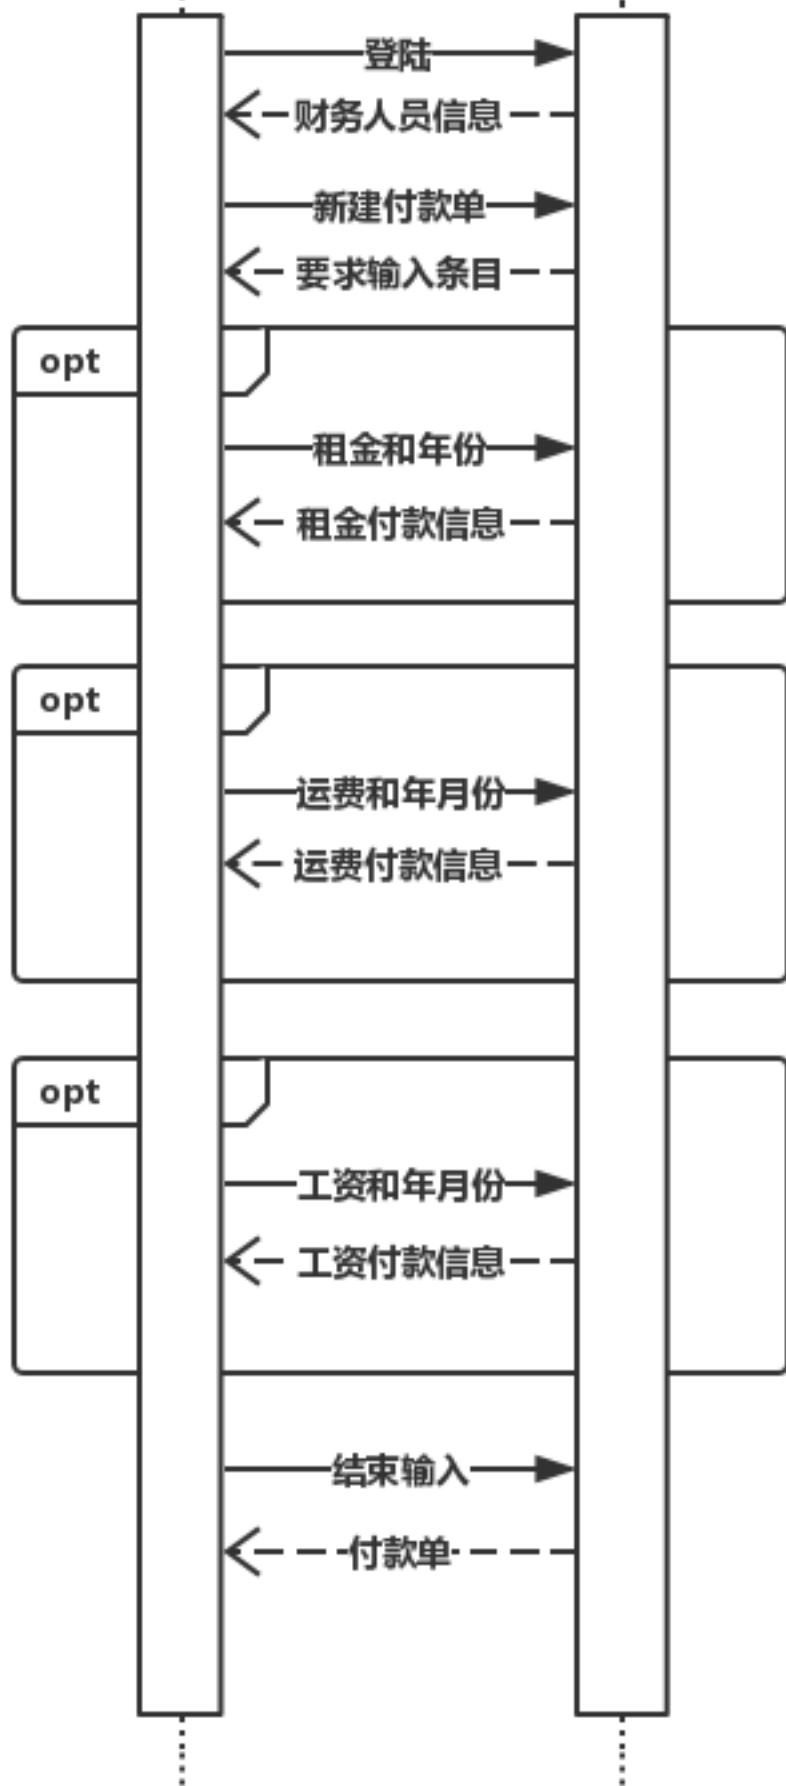 登陆
财务人员信息
新建付款单
要求输入条目
opt
租金和年份
租金付款信息
opt
运费和年月份
运费付款信息
opt
工资和年月份
工资付款信息
结束输入
付款单